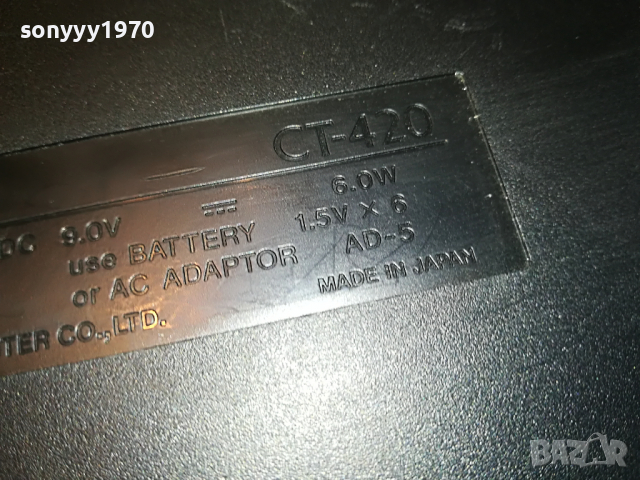 sonyyy1970
CT-420
DC 9.0V ⎓ 6.0W
use BATTERY 1.5V × 6
or AC ADAPTOR AD-5
MADE IN JAPAN
TER CO.,LTD.
BAZAR